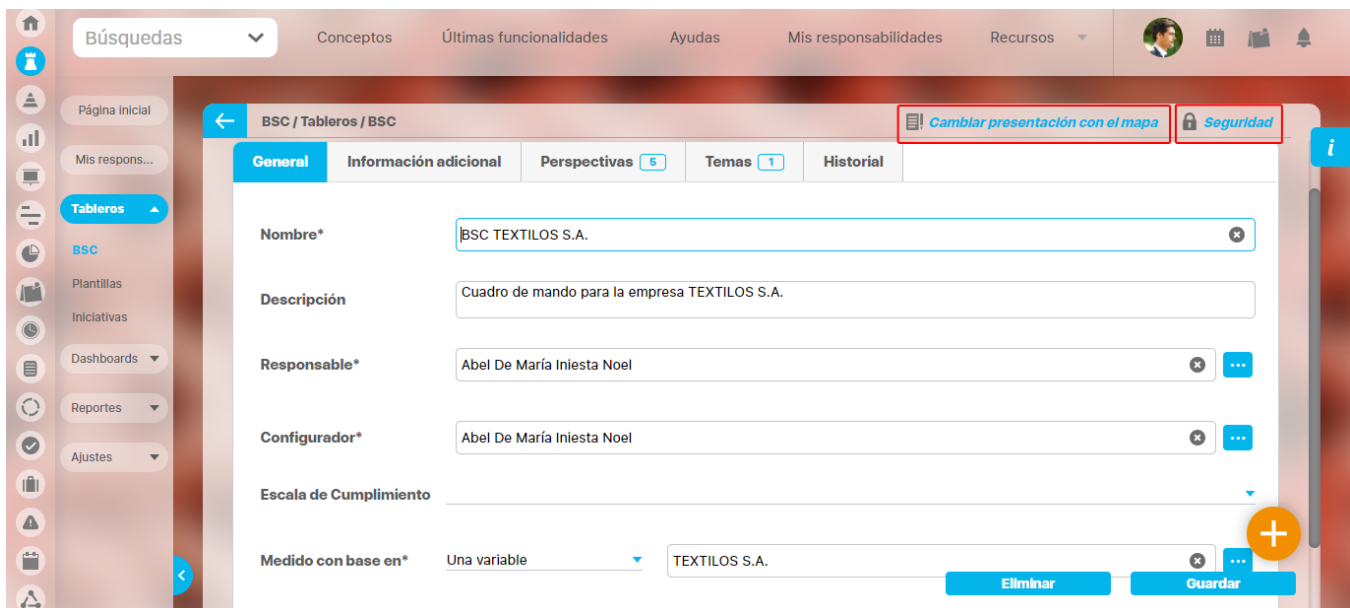 Búsquedas
Conceptos
Últimas funcionalidades
Ayudas
Mis responsabilidades
Recursos
Página inicial
Mis respons...
Tableros
BSC
Plantillas
Iniciativas
Dashboards
Reportes
Ajustes
BSC / Tableros / BSC
Cambiar presentación con el mapa
Seguridad
i
General
Información adicional
Perspectivas 5
Temas 1
Historial
Nombre*
BSC TEXTILOS S.A.
Descripción
Cuadro de mando para la empresa TEXTILOS S.A.
Responsable*
Abel De María Iniesta Noel
Configurador*
Abel De María Iniesta Noel
Escala de Cumplimiento
Medido con base en*
Una variable
TEXTILOS S.A.
Eliminar
Guardar